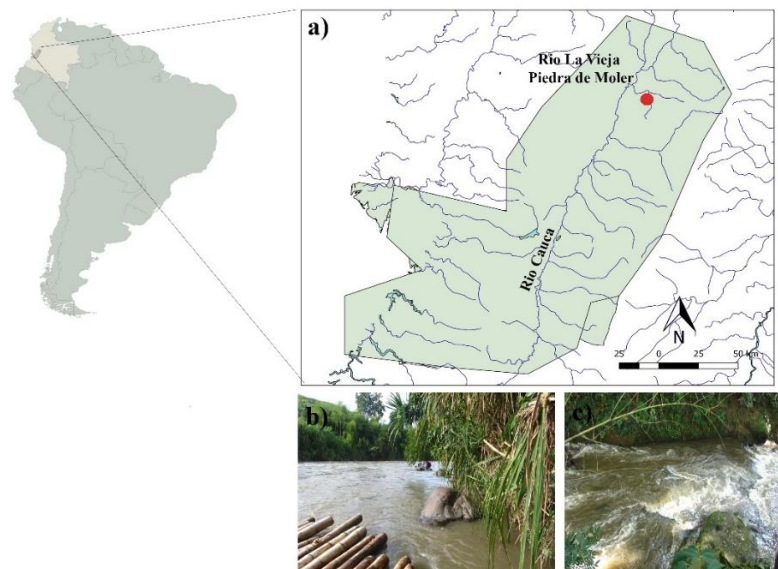 a)
Rio La Vieja
Piedra de Moler
Rio Cauca
N
25 0 25 50 km
b)
c)